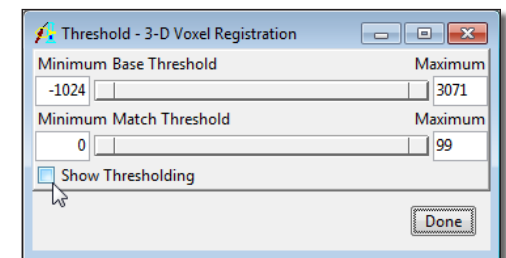 Threshold - 3-D Voxel Registration
Minimum Base Threshold Maximum
-1024 3071
Minimum Match Threshold Maximum
0 99
Show Thresholding
Done